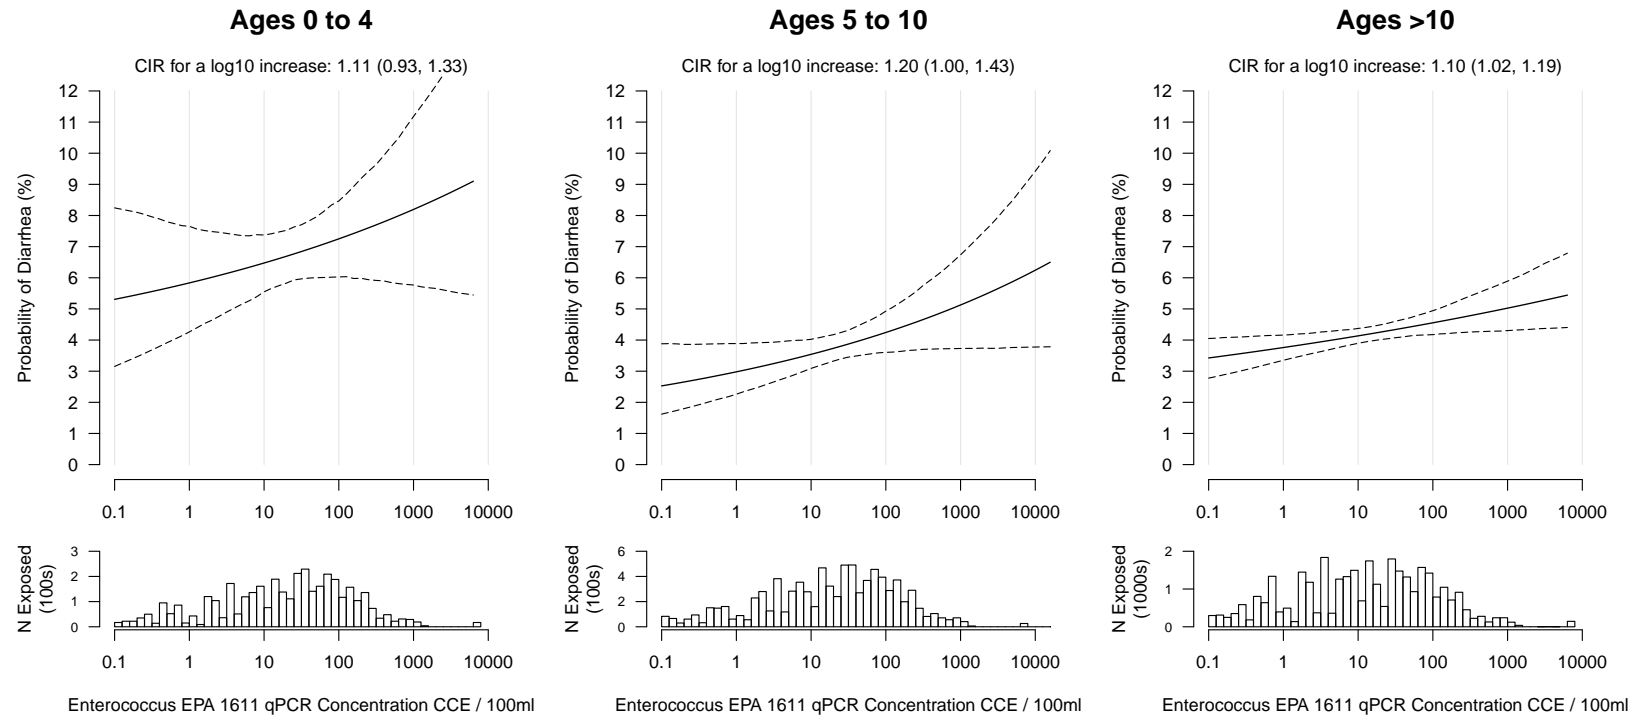 Ages 0 to 4
CIR for a log10 increase: 1.11 (0.93, 1.33)
12
11
10
9
8
7
6
5
4
3
2
1
0
Probability of Diarrhea (%)
0.1 1 10 100 1000 10000
3
2
1
0
N Exposed
(100s)
0.1 1 10 100 1000 10000
Enterococcus EPA 1611 qPCR Concentration CCE / 100ml
Ages 5 to 10
CIR for a log10 increase: 1.20 (1.00, 1.43)
12
11
10
9
8
7
6
5
4
3
2
1
0
Probability of Diarrhea (%)
0.1 1 10 100 1000 10000
6
4
2
0
N Exposed
(100s)
0.1 1 10 100 1000 10000
Enterococcus EPA 1611 qPCR Concentration CCE / 100ml
Ages >10
CIR for a log10 increase: 1.10 (1.02, 1.19)
12
11
10
9
8
7
6
5
4
3
2
1
0
Probability of Diarrhea (%)
0.1 1 10 100 1000 10000
2
1
0
N Exposed
(1000s)
0.1 1 10 100 1000 10000
Enterococcus EPA 1611 qPCR Concentration CCE / 100ml